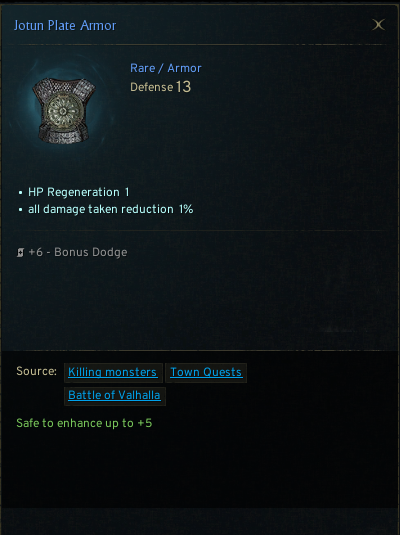 Jotun Plate Armor
Rare / Armor
Defense 13
• HP Regeneration 1
• all damage taken reduction 1%
+6 - Bonus Dodge
Source: Killing monsters Town Quests
Battle of Valhalla
Safe to enhance up to +5